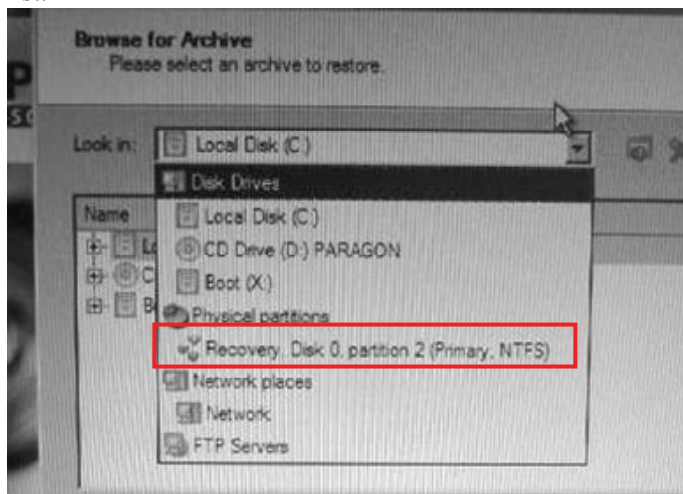 Browse for Archive
Please select an archive to restore.
P
Look in:
Local Disk (C:)
Disk Drives
Name
Local Disk (C:)
CD Drive (D:) PARAGON
Boot (X:)
Physical partitions
Recovery, Disk 0, partition 2 (Primary, NTFS)
Network places
Network
FTP Servers